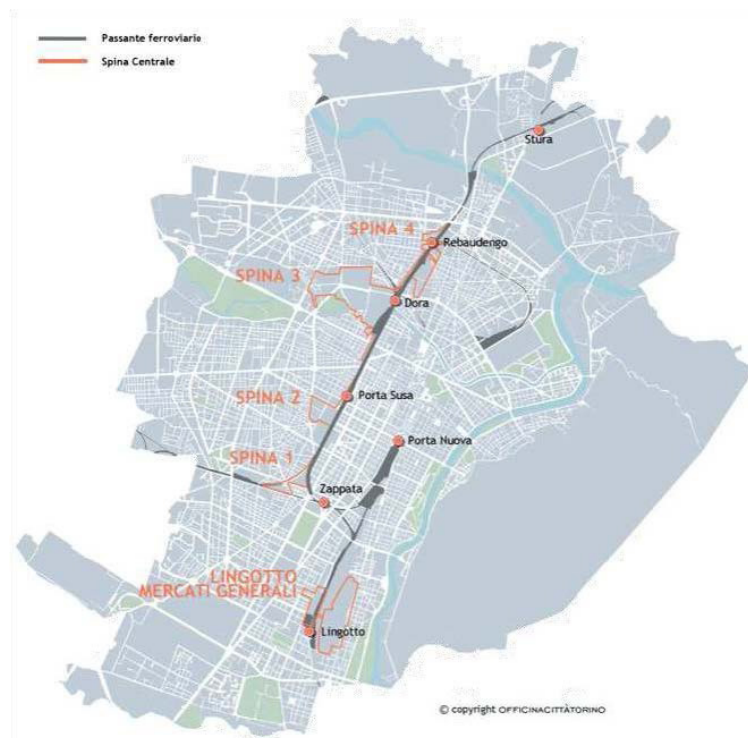 Passante ferroviario
Spina Centrale
Stura
SPINA 4
Rebaudengo
SPINA 3
Dora
SPINA 2
Porta Susa
Porta Nuova
SPINA 1
Zappata
LINGOTTO
MERCATI GENERALI
Lingotto
© copyright OFFICINACITTÀTORINO